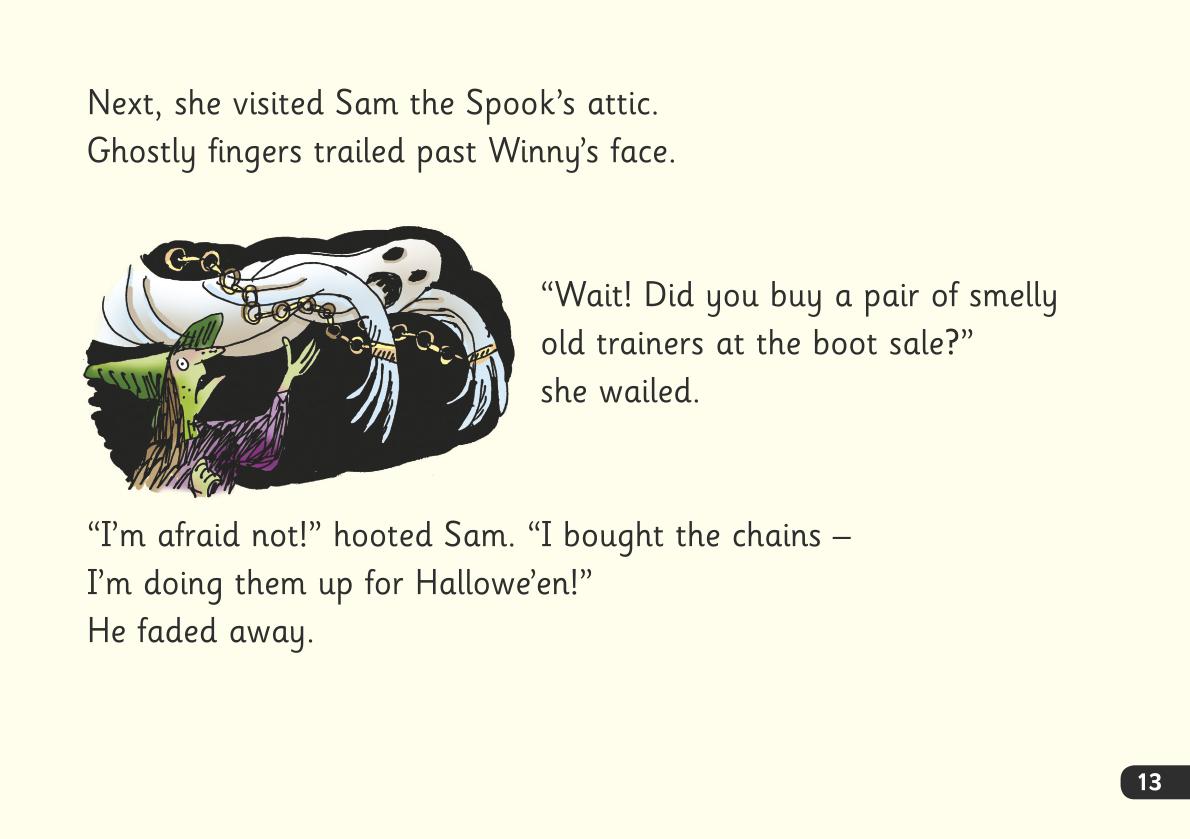 Next, she visited Sam the Spook’s attic.
Ghostly fingers trailed past Winny’s face.
“Wait! Did you buy a pair of smelly
old trainers at the boot sale?”
she wailed.
“I’m afraid not!” hooted Sam. “I bought the chains –
I’m doing them up for Hallowe’en!”
He faded away.
13